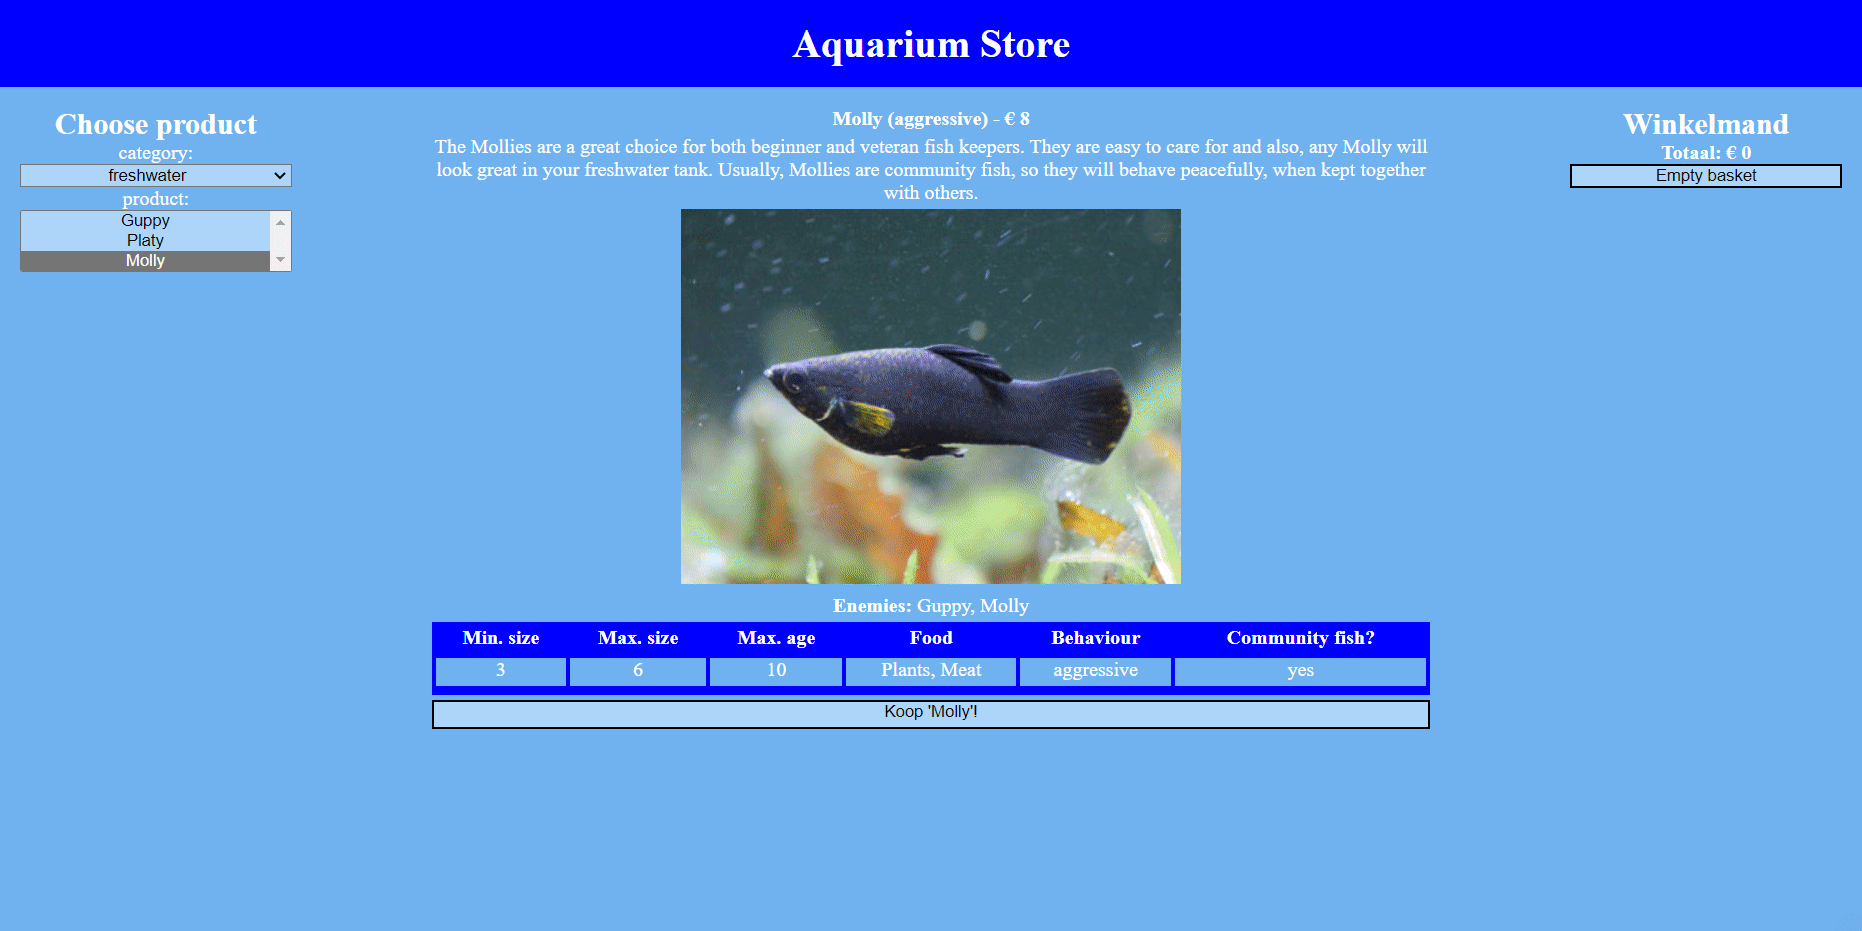 Aquarium Store
Choose product
category:
freshwater
product:
Guppy
Platy
Molly
Molly (aggressive) - € 8
The Mollies are a great choice for both beginner and veteran fish keepers. They are easy to care for and also, any Molly will
look great in your freshwater tank. Usually, Mollies are community fish, so they will behave peacefully, when kept together
with others.
Enemies: Guppy, Molly
Min. size Max. size Max. age Food Behaviour Community fish?
3 6 10 Plants, Meat aggressive yes
Koop 'Molly'!
Winkelmand
Totaal: € 0
Empty basket